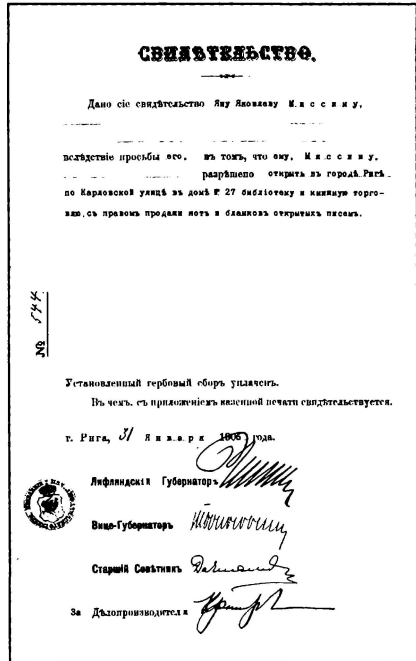 СВИДѢТЕЛЬСТВО.
Дано сіе свидѣтельство Яну Яковлеву Миссину,
вслѣдствіе просьбы его, въ томъ, что ему, Миссину,
разрѣшено открыть въ городѣ Ригѣ
по Карловской улицѣ въ домѣ № 27 библіотеку и книжную торго-
влю, съ правомъ продажи нотъ и бланковъ открытыхъ писемъ.
№ 544
Установленный гербовый сборъ уплаченъ.
Въ чемъ, съ приложеніемъ казенной печати свидѣтельствуется.
г. Рига, 31 Января 1905 года.
Лифляндскій Губернаторъ
Вице-Губернаторъ
Старшій Совѣтникъ
За Дѣлопроизводителя